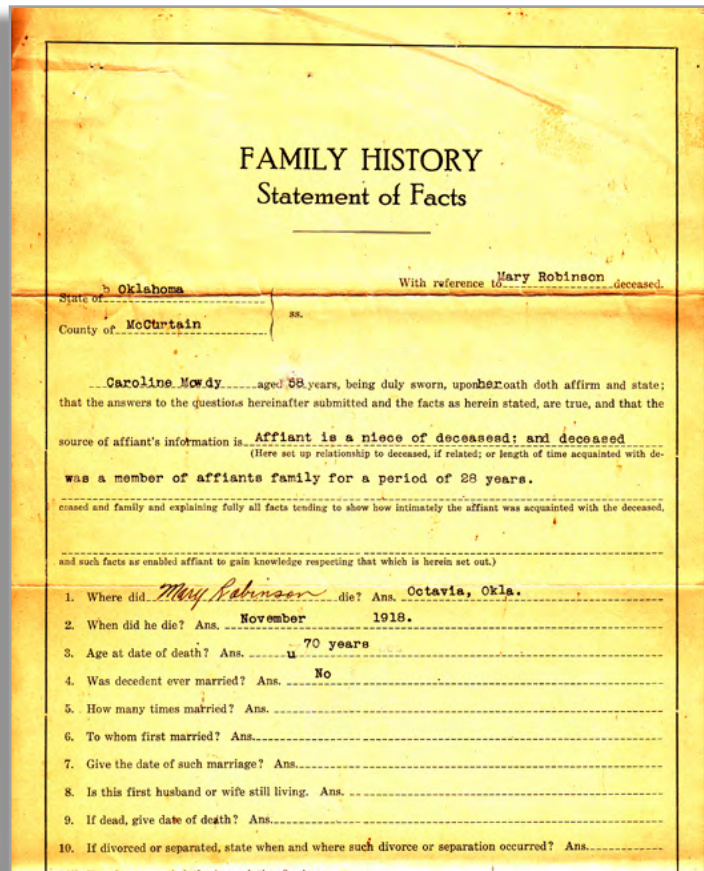 FAMILY HISTORY
Statement of Facts
With reference to Mary Robinson deceased.
b Oklahoma
State of
ss.
County of McCurtain
Caroline Mowdy aged 58 years, being duly sworn, upon her oath doth affirm and state;
that the answers to the questions hereinafter submitted and the facts as herein stated, are true, and that the
source of affiant's information is Affiant is a niece of deceasesd; and deceased
(Here set up relationship to deceased, if related; or length of time acquainted with de-
was a member of affiants family for a period of 28 years.
ceased and family and explaining fully all facts tending to show how intimately the affiant was acquainted with the deceased,
and such facts as enabled affiant to gain knowledge respecting that which is herein set out.)
1. Where did Mary Robinson die? Ans. Octavia, Okla.
2. When did he die? Ans. November 1918.
3. Age at date of death? Ans. u 70 years
4. Was decedent ever married? Ans. No
5. How many times married? Ans.
6. To whom first married? Ans.
7. Give the date of such marriage? Ans.
8. Is this first husband or wife still living. Ans.
9. If dead, give date of death? Ans.
10. If divorced or separated, state when and where such divorce or separation occurred? Ans.